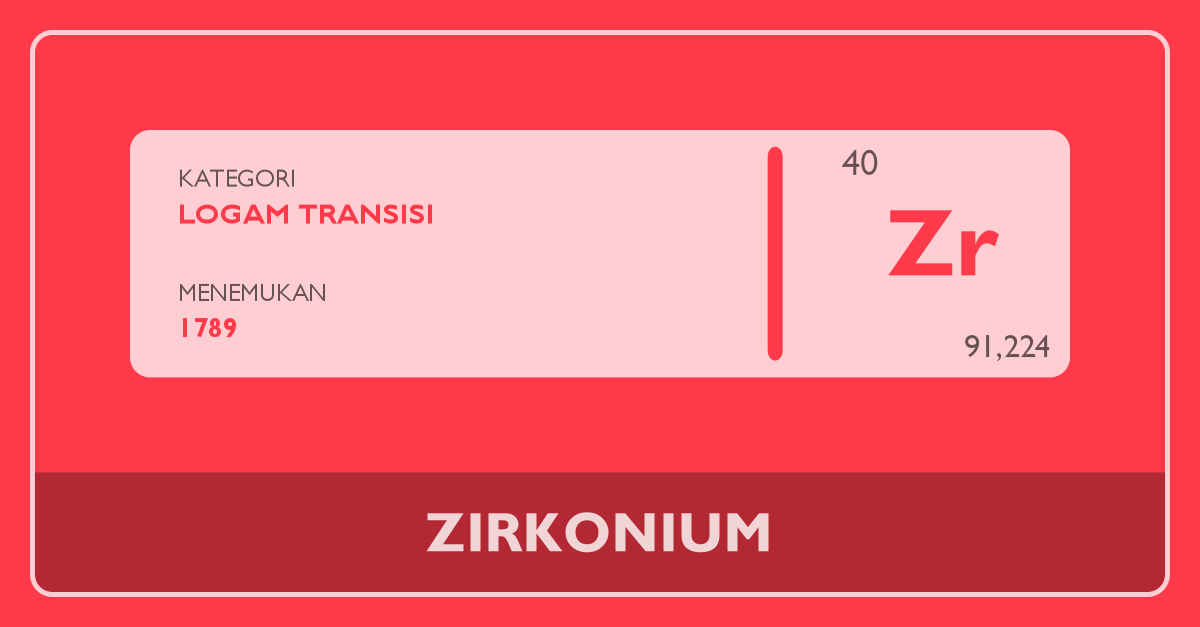 KATEGORI
LOGAM TRANSISI
MENEMUKAN
1789
40
Zr
91,224
ZIRKONIUM